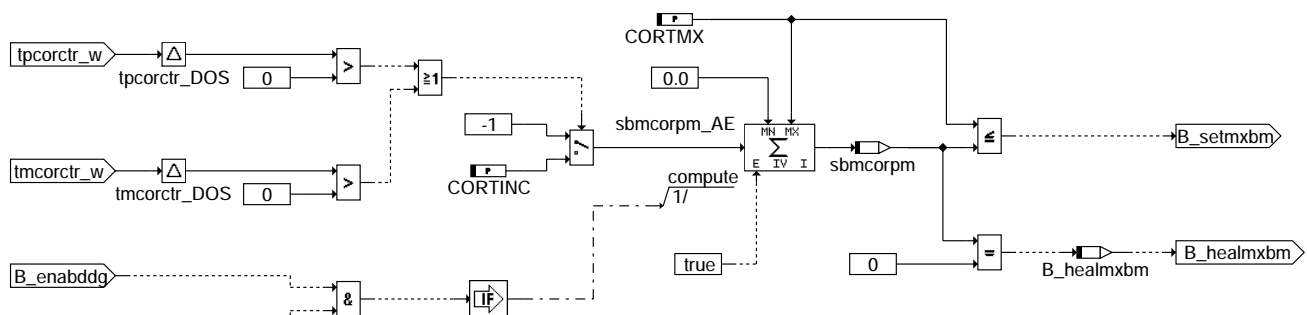 P
CORTMX
tpcorctr_w
Δ
tpcorctr_DOS
0
>
≥1
0.0
-1
sbmcorpm_AE
MN MX
Σ
E IV I
sbmcorpm
≤
B_setmxbm
tmcorctr_w
Δ
tmcorctr_DOS
0
>
P
CORTINC
compute
1/
true
0
=
B_healmxbm
B_healmxbm
B_enabddg
&
IF